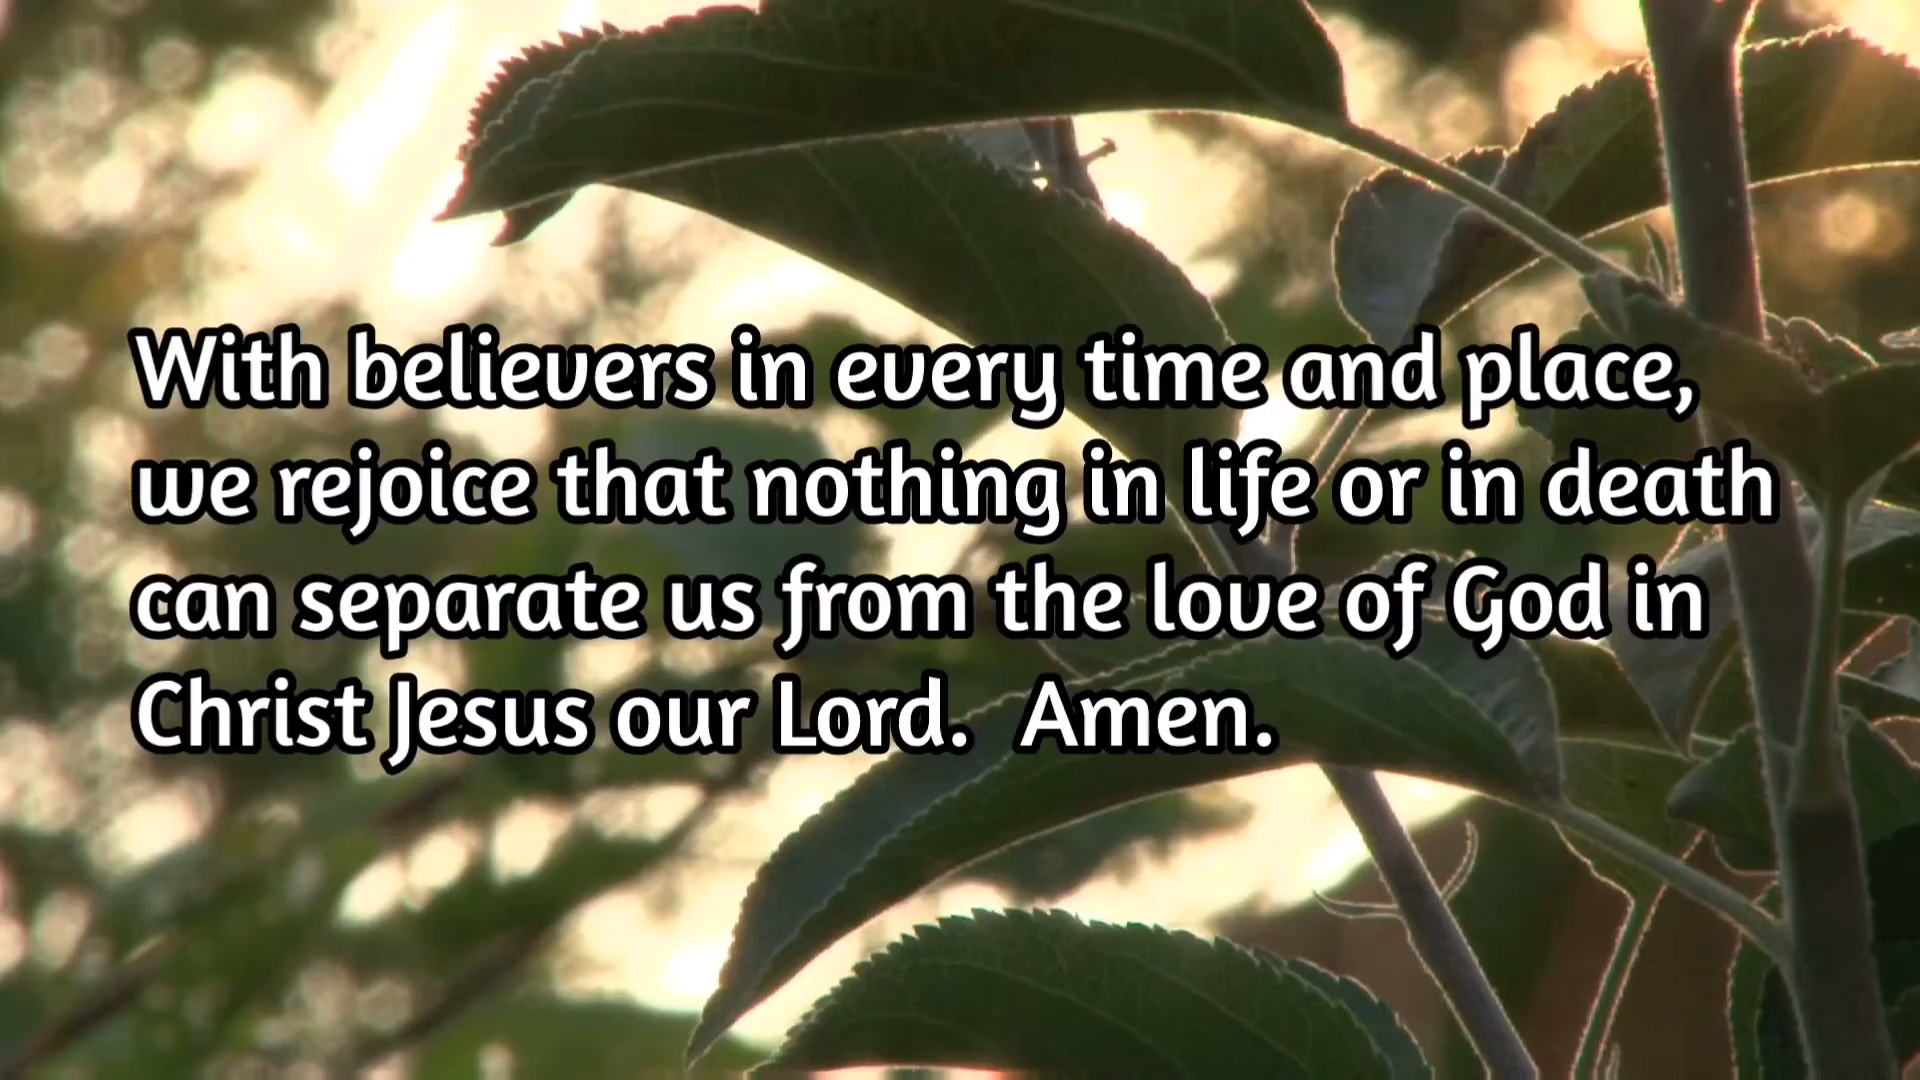 With believers in every time and place,
we rejoice that nothing in life or in death
can separate us from the love of God in
Christ Jesus our Lord.  Amen.